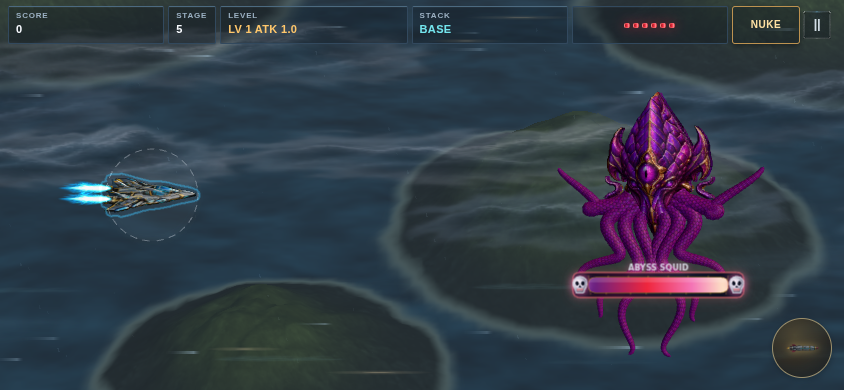 SCORE
0
STAGE
5
LEVEL
LV 1 ATK 1.0
STACK
BASE
NUKE
ABYSS SQUID